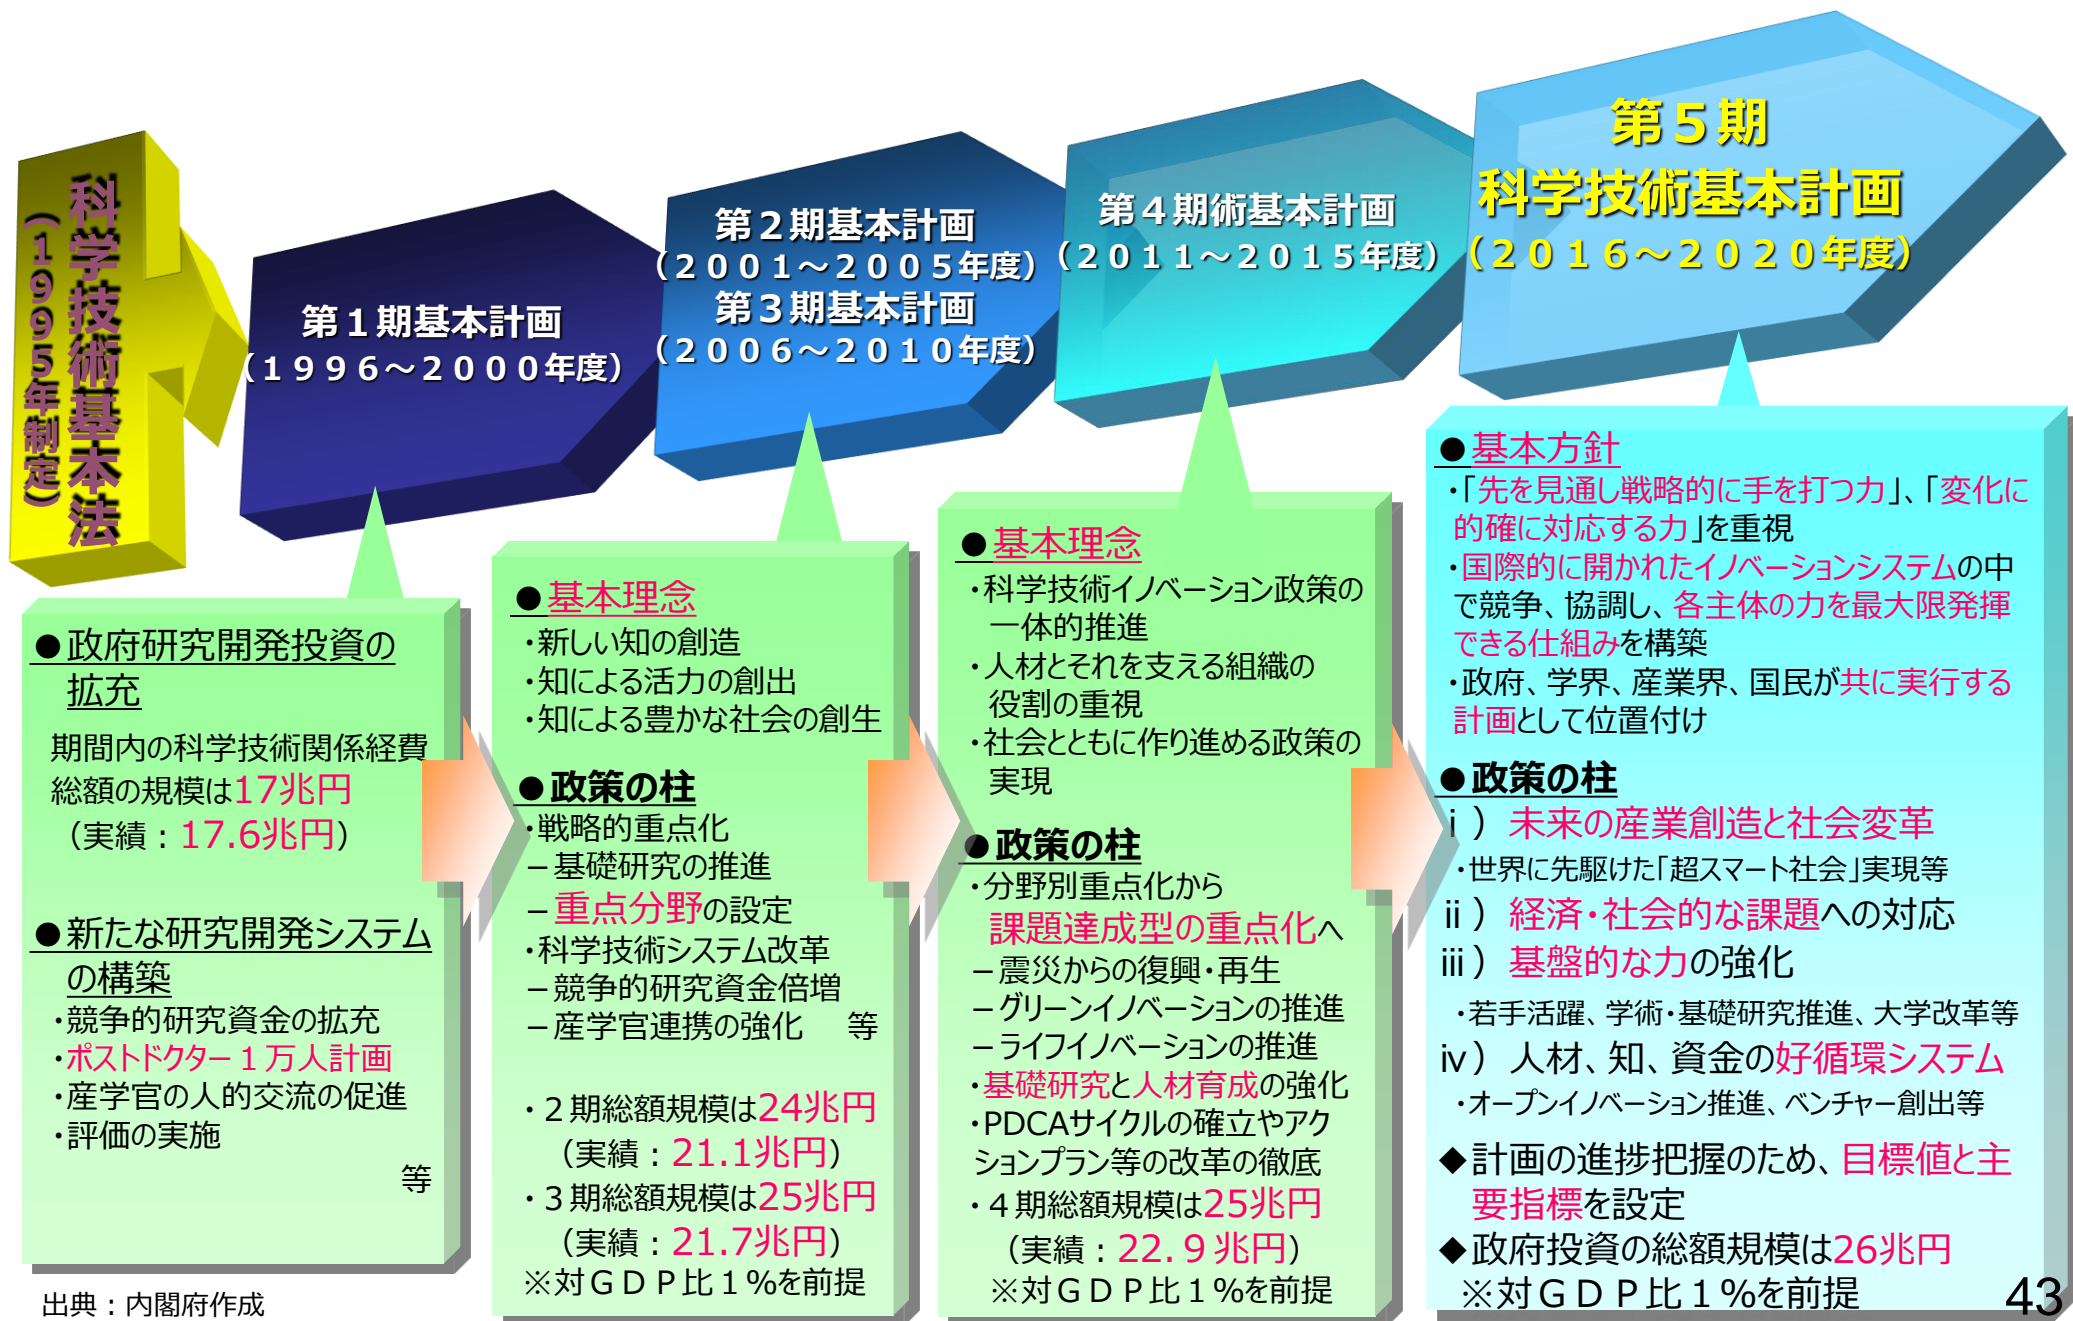 科学技術基本法
（1995年制定）
第１期基本計画
（１９９６～２０００年度）
第２期基本計画
（２００１～２００５年度）
第３期基本計画
（２００６～２０１０年度）
第４期術基本計画
（２０１１～２０１５年度）
第５期
科学技術基本計画
（２０１６～２０２０年度）
●政府研究開発投資の
拡充
期間内の科学技術関係経費
総額の規模は17兆円
（実績：17.6兆円）
●新たな研究開発システム
の構築
・競争的研究資金の拡充
・ポストドクター１万人計画
・産学官の人的交流の促進
・評価の実施
等
●基本理念
・新しい知の創造
・知による活力の創出
・知による豊かな社会の創生
●政策の柱
・戦略的重点化
－基礎研究の推進
－重点分野の設定
・科学技術システム改革
－競争的研究資金倍増
－産学官連携の強化　等
・２期総額規模は24兆円
（実績：21.1兆円）
・３期総額規模は25兆円
（実績：21.7兆円）
※対ＧＤＰ比１%を前提
●基本理念
・科学技術イノベーション政策の
一体的推進
・人材とそれを支える組織の
役割の重視
・社会とともに作り進める政策の
実現
●政策の柱
・分野別重点化から
課題達成型の重点化へ
－震災からの復興・再生
－グリーンイノベーションの推進
－ライフイノベーションの推進
・基礎研究と人材育成の強化
・PDCAサイクルの確立やアク
ションプラン等の改革の徹底
・４期総額規模は25兆円
（実績：22.９兆円）
※対ＧＤＰ比１%を前提
●基本方針
・「先を見通し戦略的に手を打つ力」、「変化に
的確に対応する力」を重視
・国際的に開かれたイノベーションシステムの中
で競争、協調し、各主体の力を最大限発揮
できる仕組みを構築
・政府、学界、産業界、国民が共に実行する
計画として位置付け
●政策の柱
ⅰ）未来の産業創造と社会変革
・世界に先駆けた「超スマート社会」実現等
ⅱ）経済・社会的な課題への対応
ⅲ）基盤的な力の強化
・若手活躍、学術・基礎研究推進、大学改革等
ⅳ）人材、知、資金の好循環システム
・オープンイノベーション推進、ベンチャー創出等
◆計画の進捗把握のため、目標値と主
要指標を設定
◆政府投資の総額規模は26兆円
※対ＧＤＰ比１%を前提
出典：内閣府作成
43